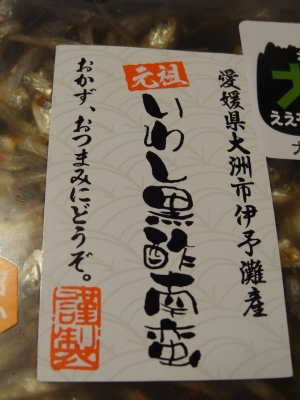 愛媛県大洲市伊予灘産
元祖
いわし黒酢南蛮
おかず、おつまみにどうぞ。
謹製